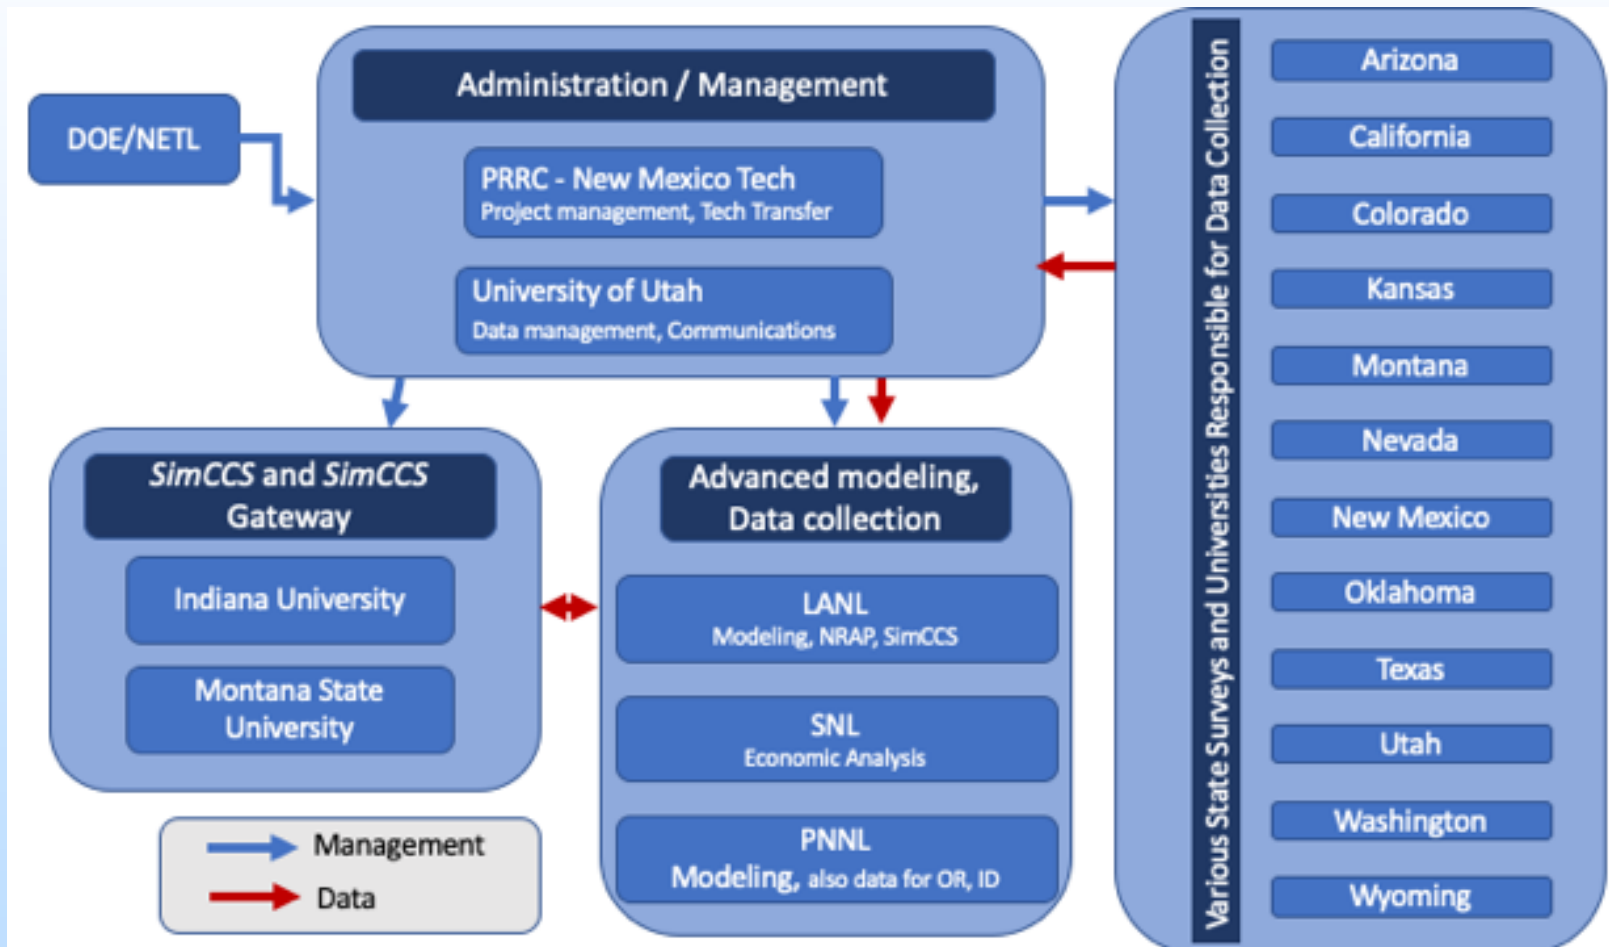 DOE/NETL
Administration / Management
PRRC - New Mexico Tech
Project management, Tech Transfer
University of Utah
Data management, Communications
SimCCS and SimCCS
Gateway
Indiana University
Montana State
University
Advanced modeling,
Data collection
LANL
Modeling, NRAP, SimCCS
SNL
Economic Analysis
PNNL
Modeling, also data for OR, ID
Management
Data
Various State Surveys and Universities Responsible for Data Collection
Arizona
California
Colorado
Kansas
Montana
Nevada
New Mexico
Oklahoma
Texas
Utah
Washington
Wyoming